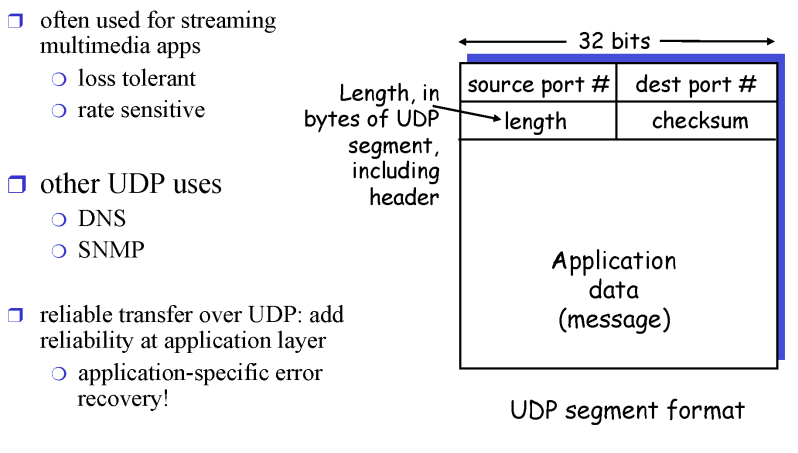 often used for streaming
multimedia apps
loss tolerant
rate sensitive
other UDP uses
DNS
SNMP
reliable transfer over UDP: add
reliability at application layer
application-specific error
recovery!
32 bits
source port #
dest port #
Length, in
bytes of UDP
segment,
including
header
length
checksum
Application
data
(message)
UDP segment format